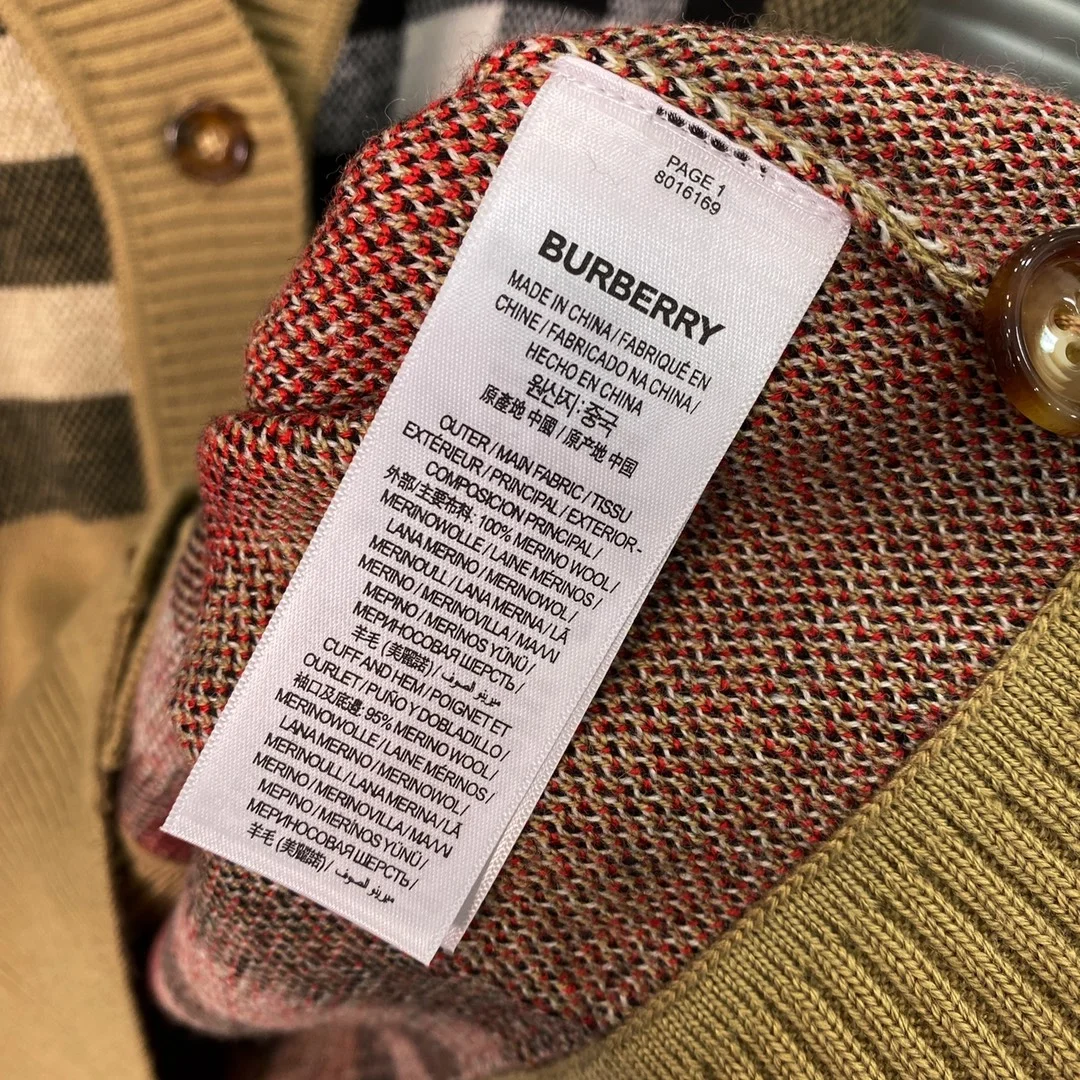 PAGE 1
8016169
BURBERRY
MADE IN CHINA / FABRIQUÉ EN
CHINE / FABRICADO NA CHINA /
HECHO EN CHINA
원산지 : 중국
原產地 中國 / 原产地 中国
OUTER / MAIN FABRIC / TISSU
EXTÉRIEUR / PRINCIPAL / EXTERIOR -
COMPOSICION PRINCIPAL /
外部/主要布料. 100% MERINO WOOL /
MERINOWOLLE / LAINE MÉRINOS /
LANA MERINO / MERINOWOL /
MERINOULL / LANA MERINA / LÃ
MERINO / MERINOVILLA / ΜΑΛΛΙ
ΜΕΡΙΝΟ / MERİNOS YÜNÜ /
МЕРИНОСОВАЯ ШЕРСТЬ /
羊毛 (美麗諾) / ميرينو الصوف /
CUFF AND HEM / POIGNET ET
OURLET / PUÑO Y DOBLADILLO /
袖口及底邊: 95% MERINO WOOL /
MERINOWOLLE / LAINE MÉRINOS /
LANA MERINO / MERINOWOL /
MERINOULL / LANA MERINA / LÃ
MERINO / MERINOVILLA / ΜΑΛΛΙ
ΜΕΡΙΝΟ / MERİNOS YÜNÜ /
МЕРИНОСОВАЯ ШЕРСТЬ /
羊毛 (美麗諾) / ميرينو الصوف /